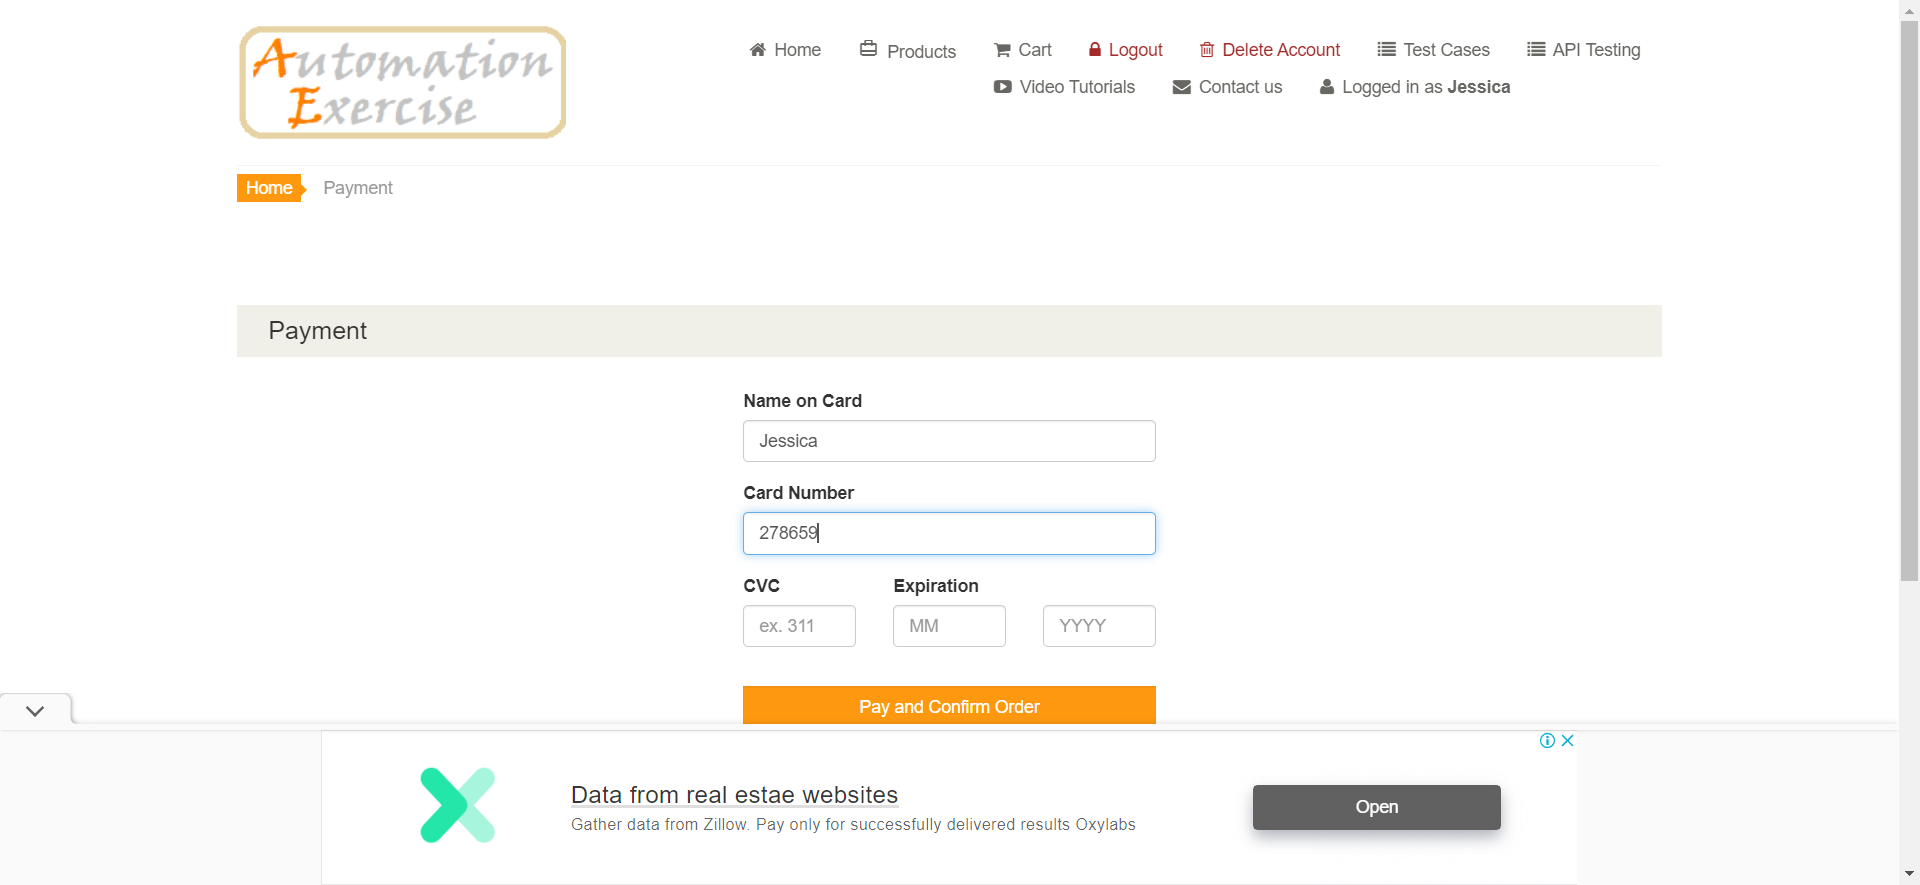 Automation
Exercise
Home
Products
Cart
Logout
Delete Account
Test Cases
API Testing
Video Tutorials
Contact us
Logged in as Jessica
Home
Payment
Payment
Name on Card
Jessica
Card Number
278659
CVC
Expiration
ex. 311
MM
YYYY
Pay and Confirm Order
Data from real estae websites
Gather data from Zillow. Pay only for successfully delivered results Oxylabs
Open